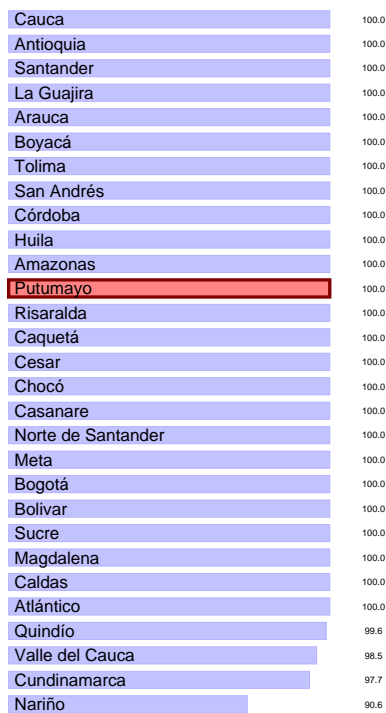 Cauca 100.0
Antioquia 100.0
Santander 100.0
La Guajira 100.0
Arauca 100.0
Boyacá 100.0
Tolima 100.0
San Andrés 100.0
Córdoba 100.0
Huila 100.0
Amazonas 100.0
Putumayo 100.0
Risaralda 100.0
Caquetá 100.0
Cesar 100.0
Chocó 100.0
Casanare 100.0
Norte de Santander 100.0
Meta 100.0
Bogotá 100.0
Bolivar 100.0
Sucre 100.0
Magdalena 100.0
Caldas 100.0
Atlántico 100.0
Quindío 99.6
Valle del Cauca 98.5
Cundinamarca 97.7
Nariño 90.6